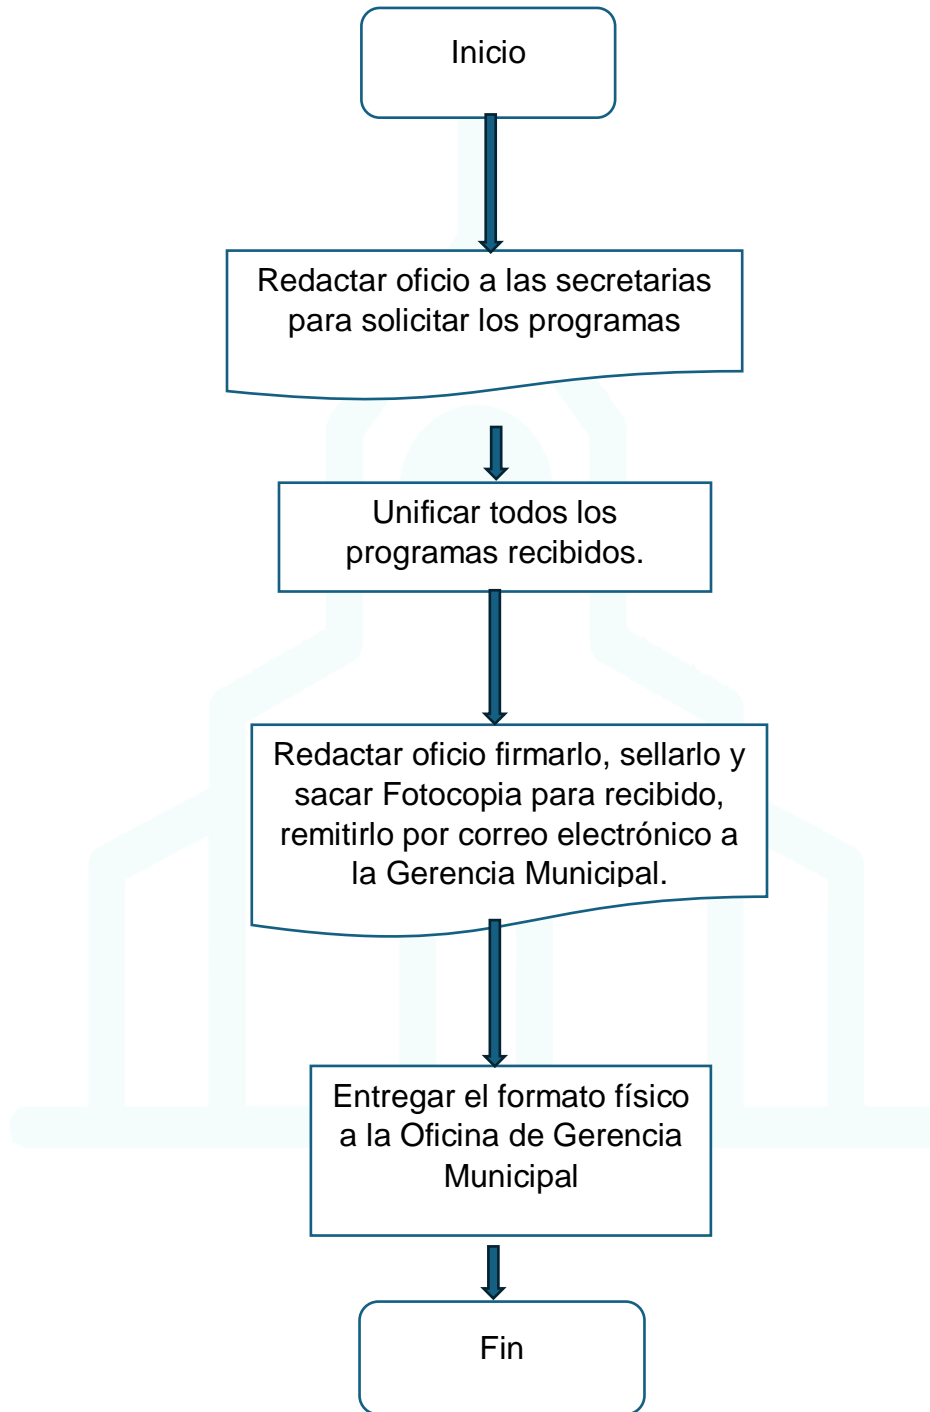 Inicio
Redactar oficio a las secretarias
para solicitar los programas
Unificar todos los
programas recibidos.
Redactar oficio firmarlo, sellarlo y
sacar Fotocopia para recibido,
remitirlo por correo electrónico a
la Gerencia Municipal.
Entregar el formato físico
a la Oficina de Gerencia
Municipal
Fin